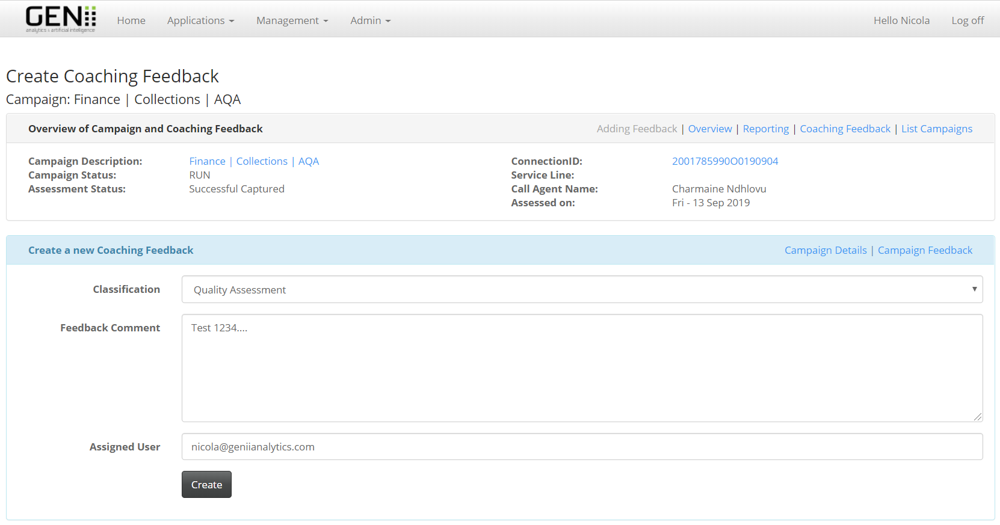 GENii
analytics & artificial intelligence
Home Applications Management Admin Hello Nicola Log off
Create Coaching Feedback
Campaign: Finance | Collections | AQA
Overview of Campaign and Coaching Feedback Adding Feedback | Overview | Reporting | Coaching Feedback | List Campaigns
Campaign Description: Finance | Collections | AQA ConnectionID: 2001785990O0190904
Campaign Status: RUN Service Line:
Assessment Status: Successful Captured Call Agent Name: Charmaine Ndhlovu
Assessed on: Fri - 13 Sep 2019
Create a new Coaching Feedback Campaign Details | Campaign Feedback
Classification Quality Assessment
Feedback Comment Test 1234....
Assigned User nicola@geniianalytics.com
Create